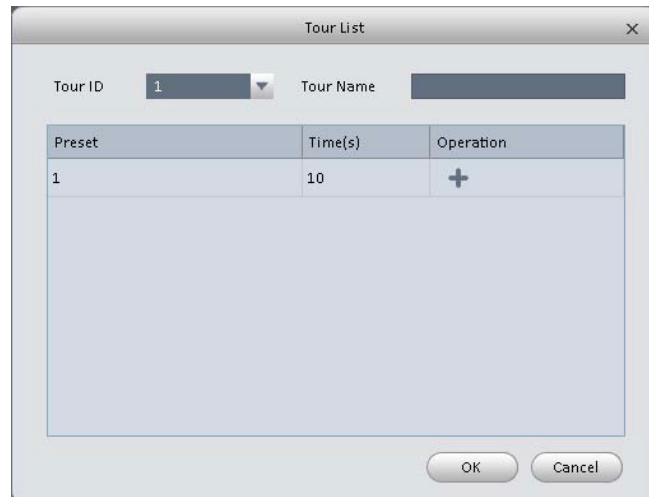 Tour List
Tour ID 1 Tour Name
Preset Time(s) Operation
1 10
OK Cancel